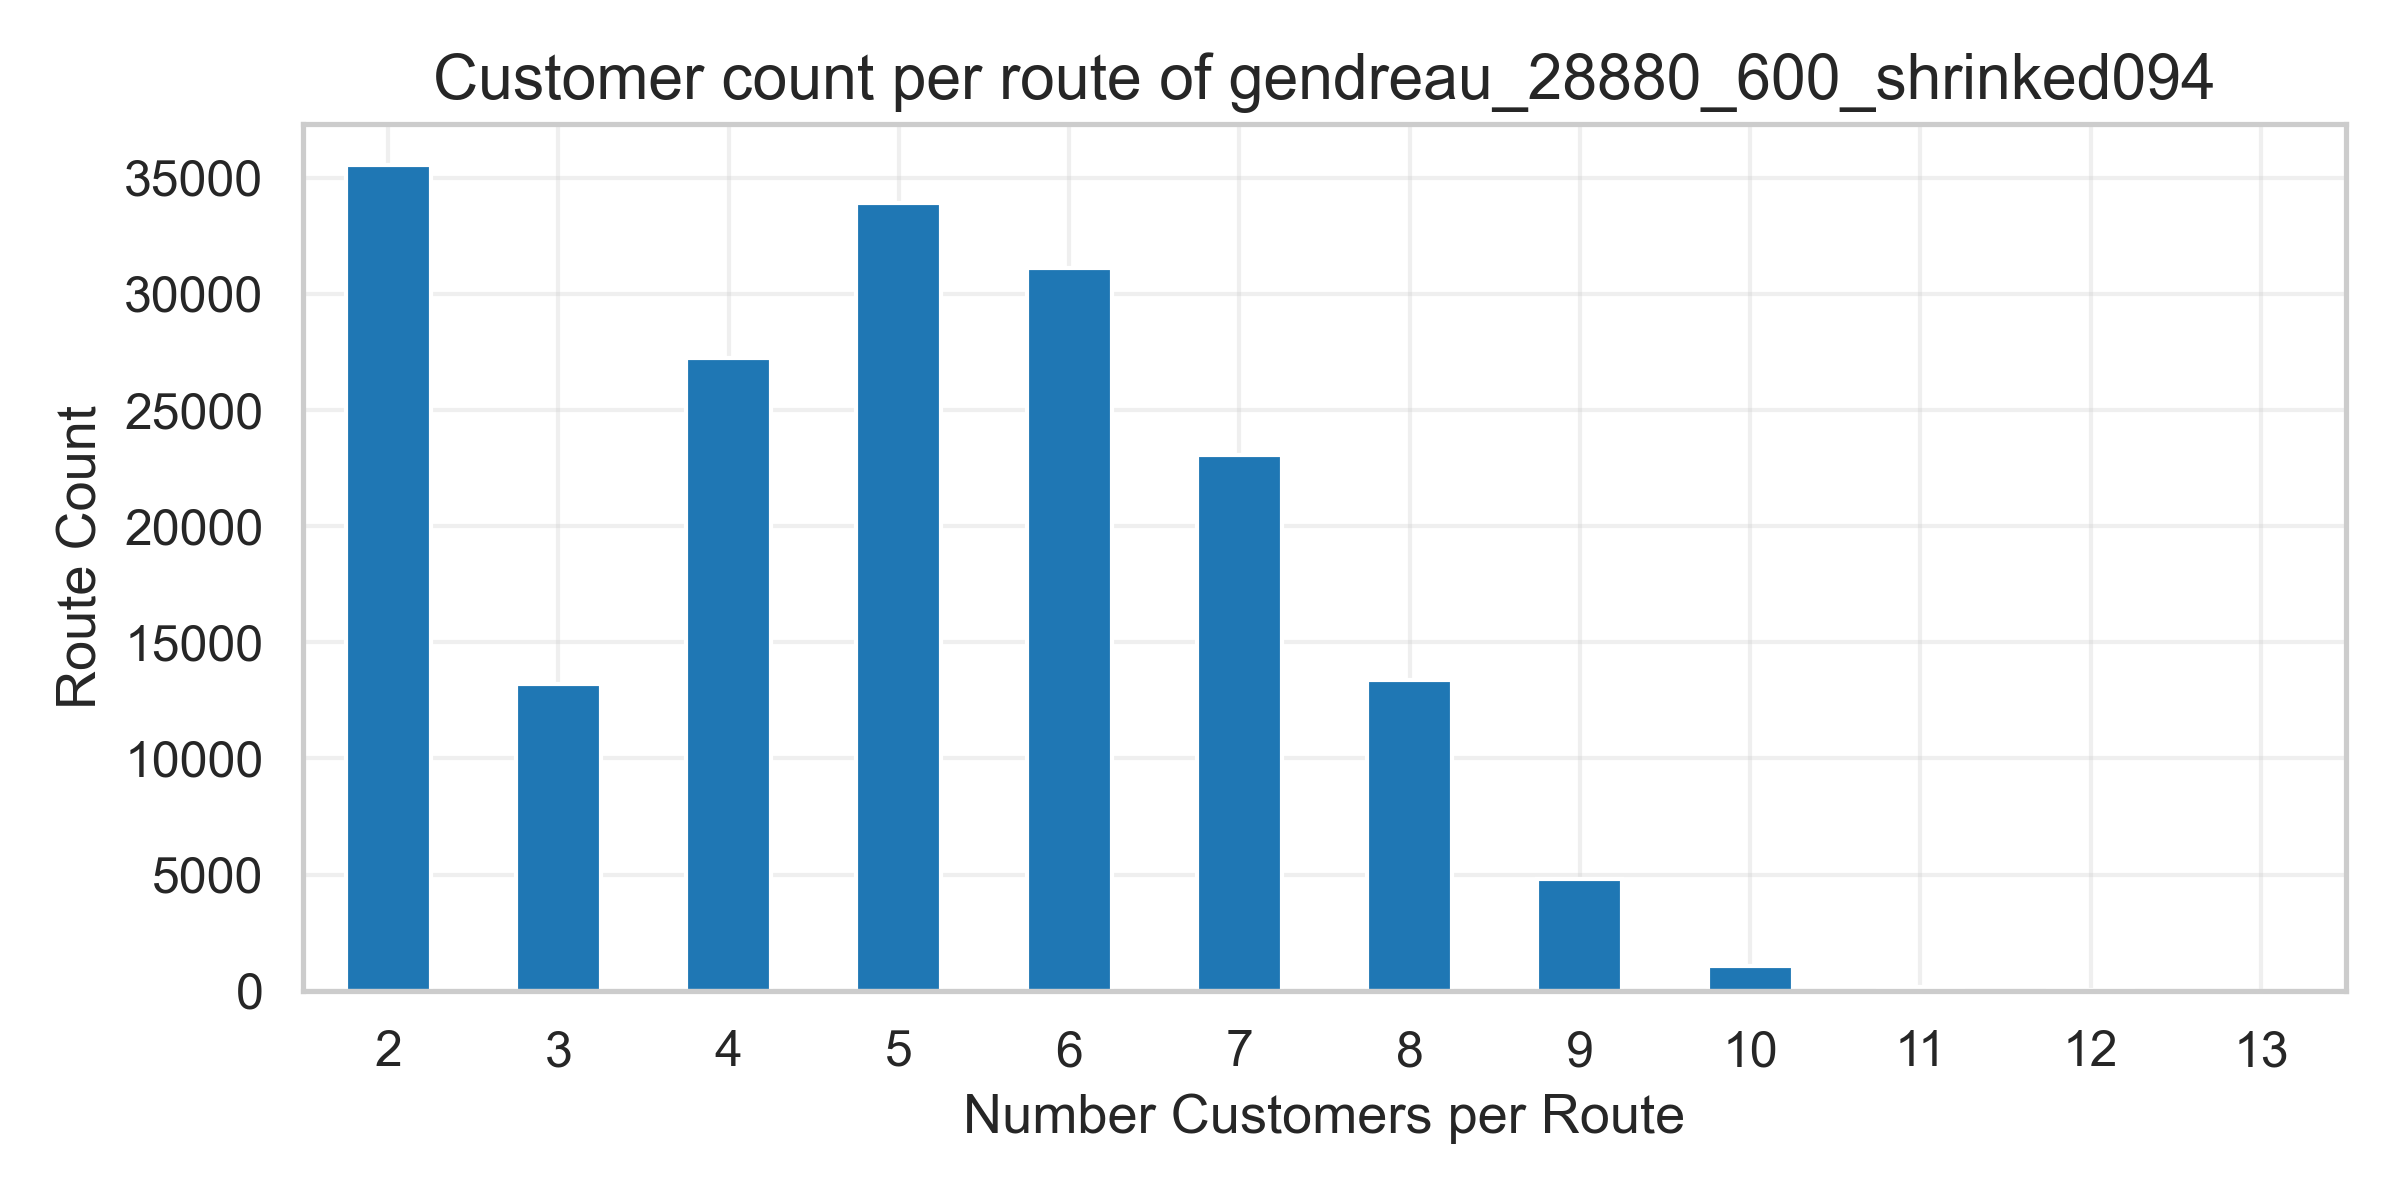 Customer count per route of gendreau_28880_600_shrinked094
35000
30000
25000
20000
15000
10000
5000
0
Route Count
2 3 4 5 6 7 8 9 10 11 12 13
Number Customers per Route